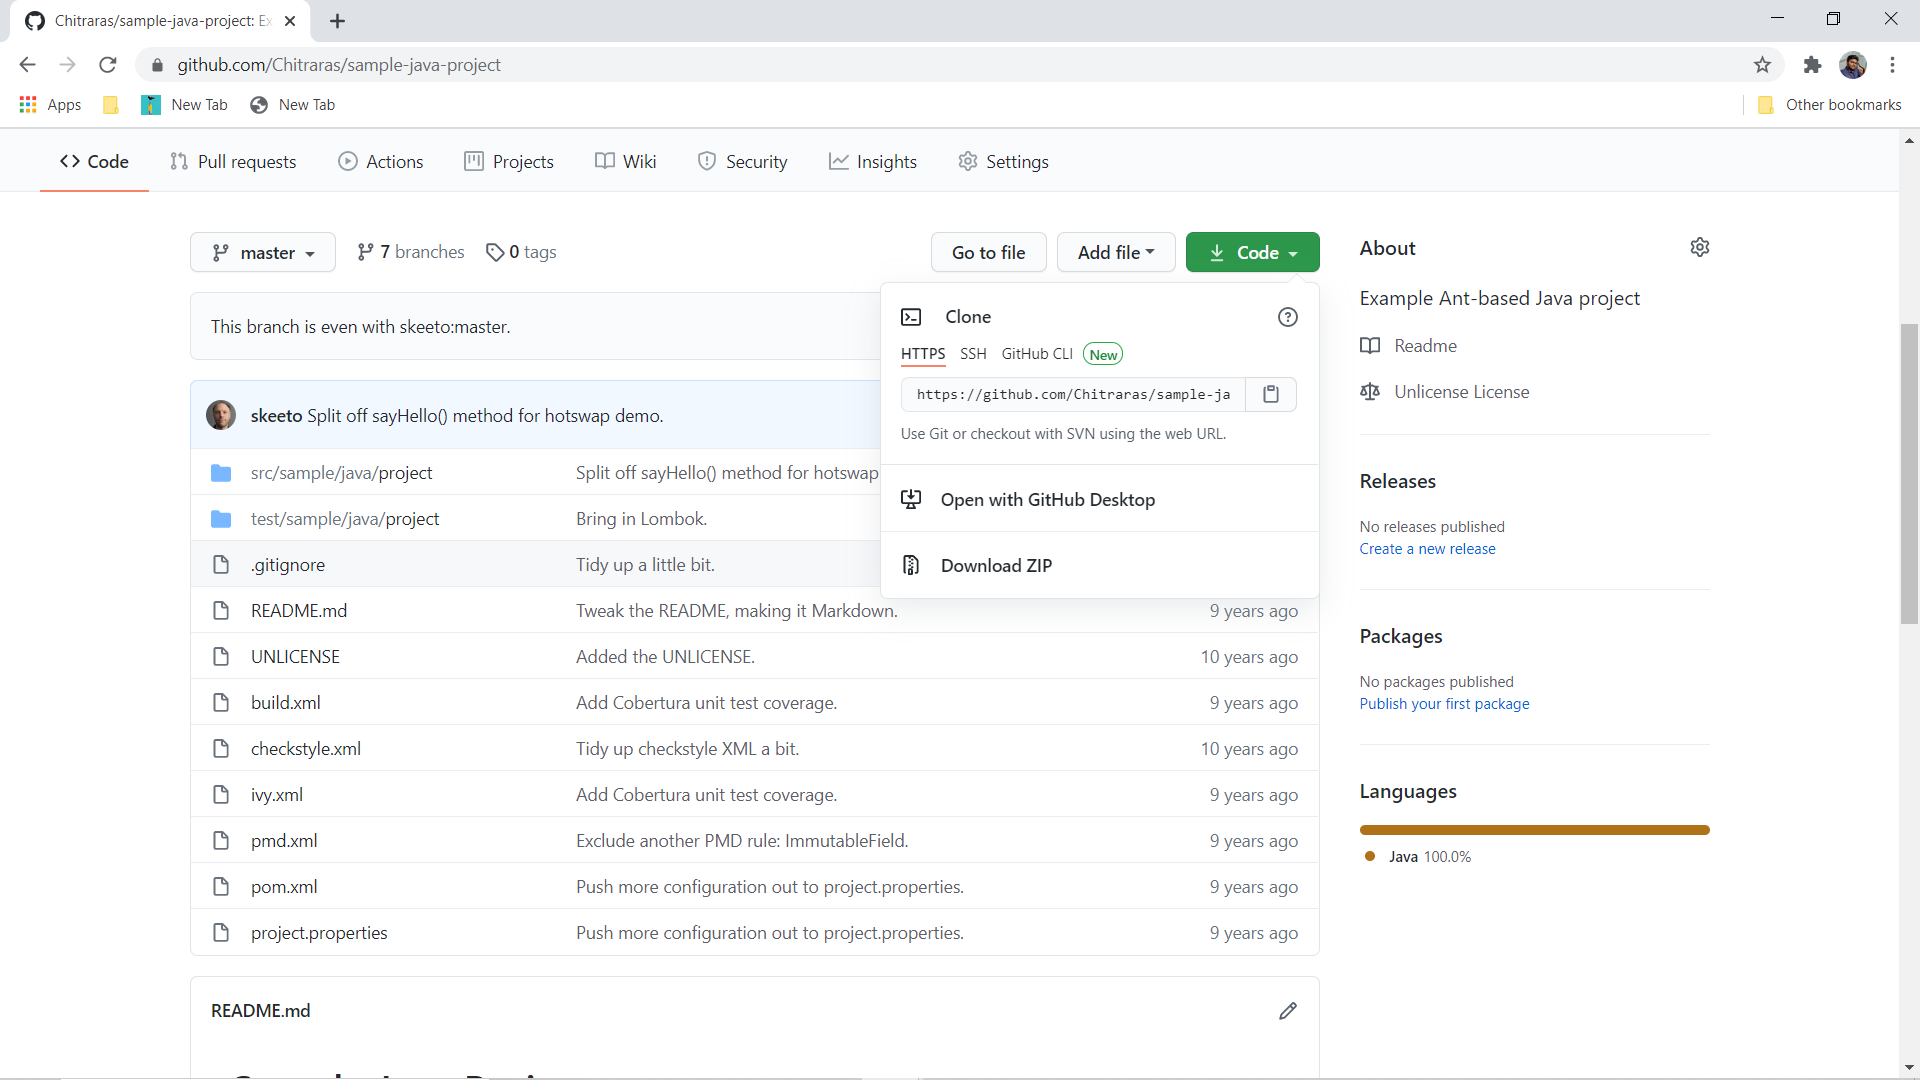 Chitraras/sample-java-project: Ex
github.com/Chitraras/sample-java-project
Apps
New Tab
New Tab
Other bookmarks
Code
Pull requests
Actions
Projects
Wiki
Security
Insights
Settings
master
7 branches
0 tags
Go to file
Add file
Code
This branch is even with skeeto:master.
Clone
HTTPS SSH GitHub CLI New
https://github.com/Chitraras/sample-ja
Use Git or checkout with SVN using the web URL.
Open with GitHub Desktop
Download ZIP
skeeto Split off sayHello() method for hotswap demo.
src/sample/java/project Split off sayHello() method for hotswap
test/sample/java/project Bring in Lombok.
.gitignore Tidy up a little bit.
README.md Tweak the README, making it Markdown. 9 years ago
UNLICENSE Added the UNLICENSE. 10 years ago
build.xml Add Cobertura unit test coverage. 9 years ago
checkstyle.xml Tidy up checkstyle XML a bit. 10 years ago
ivy.xml Add Cobertura unit test coverage. 9 years ago
pmd.xml Exclude another PMD rule: ImmutableField. 9 years ago
pom.xml Push more configuration out to project.properties. 9 years ago
project.properties Push more configuration out to project.properties. 9 years ago
README.md
About
Example Ant-based Java project
Readme
Unlicense License
Releases
No releases published
Create a new release
Packages
No packages published
Publish your first package
Languages
Java 100.0%